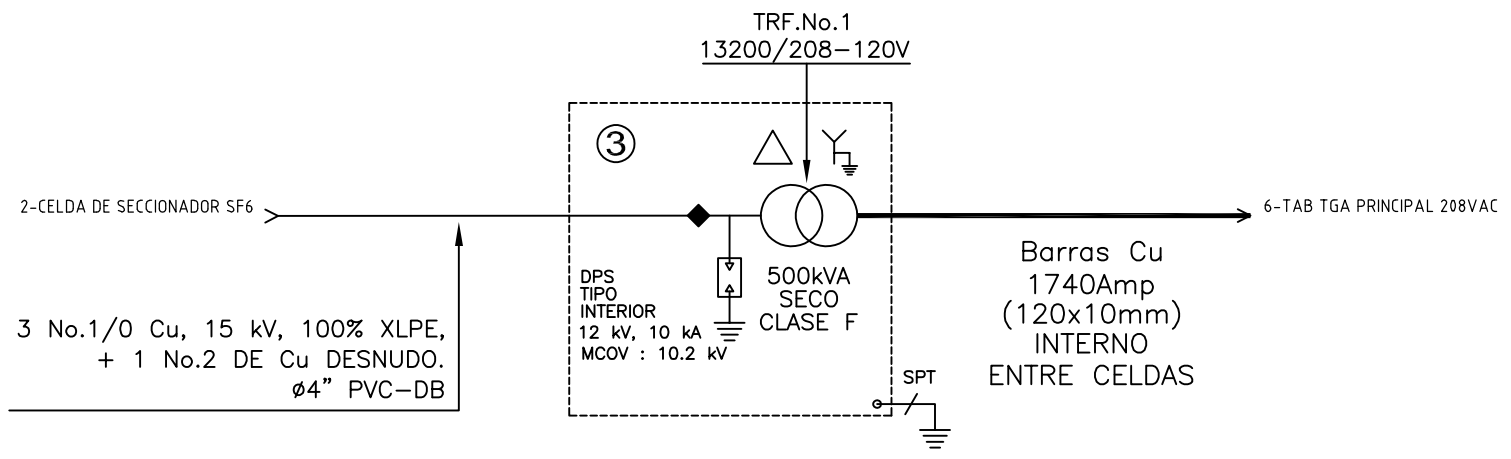 TRF.No.1
13200/208-120V
3
2-CELDA DE SECCIONADOR SF6
6-TAB TGA PRINCIPAL 208VAC
DPS
TIPO
INTERIOR
12 kV, 10 kA
MCOV : 10.2 kV
500kVA
SECO
CLASE F
Barras Cu
1740Amp
(120x10mm)
INTERNO
ENTRE CELDAS
3 No.1/0 Cu, 15 kV, 100% XLPE,
+ 1 No.2 DE Cu DESNUDO.
ø4" PVC-DB
SPT